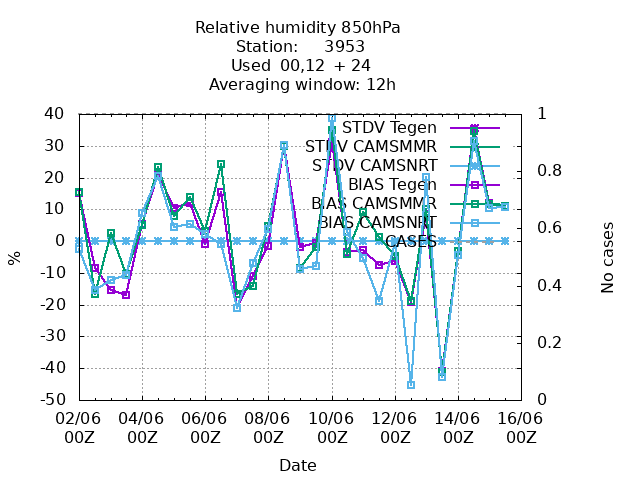 Relative humidity 850hPa
Station: 3953
Used 00,12 + 24
Averaging window: 12h
40
30
20
10
0
-10
-20
-30
-40
-50
%
1
0.8
0.6
0.4
0.2
0
No cases
STDV Tegen
STDV CAMSMMR
STDV CAMSNRT
BIAS Tegen
BIAS CAMSMMR
BIAS CAMSNRT
CASES
02/06 04/06 06/06 08/06 10/06 12/06 14/06 16/06
00Z 00Z 00Z 00Z 00Z 00Z 00Z 00Z
Date